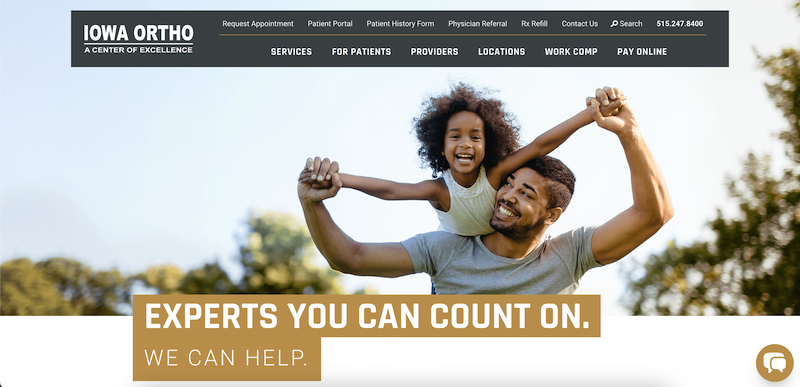 IOWA ORTHO
A CENTER OF EXCELLENCE
Request Appointment Patient Portal Patient History Form Physician Referral Rx Refill Contact Us Search 515.247.8400
SERVICES FOR PATIENTS PROVIDERS LOCATIONS WORK COMP PAY ONLINE
EXPERTS YOU CAN COUNT ON.
WE CAN HELP.